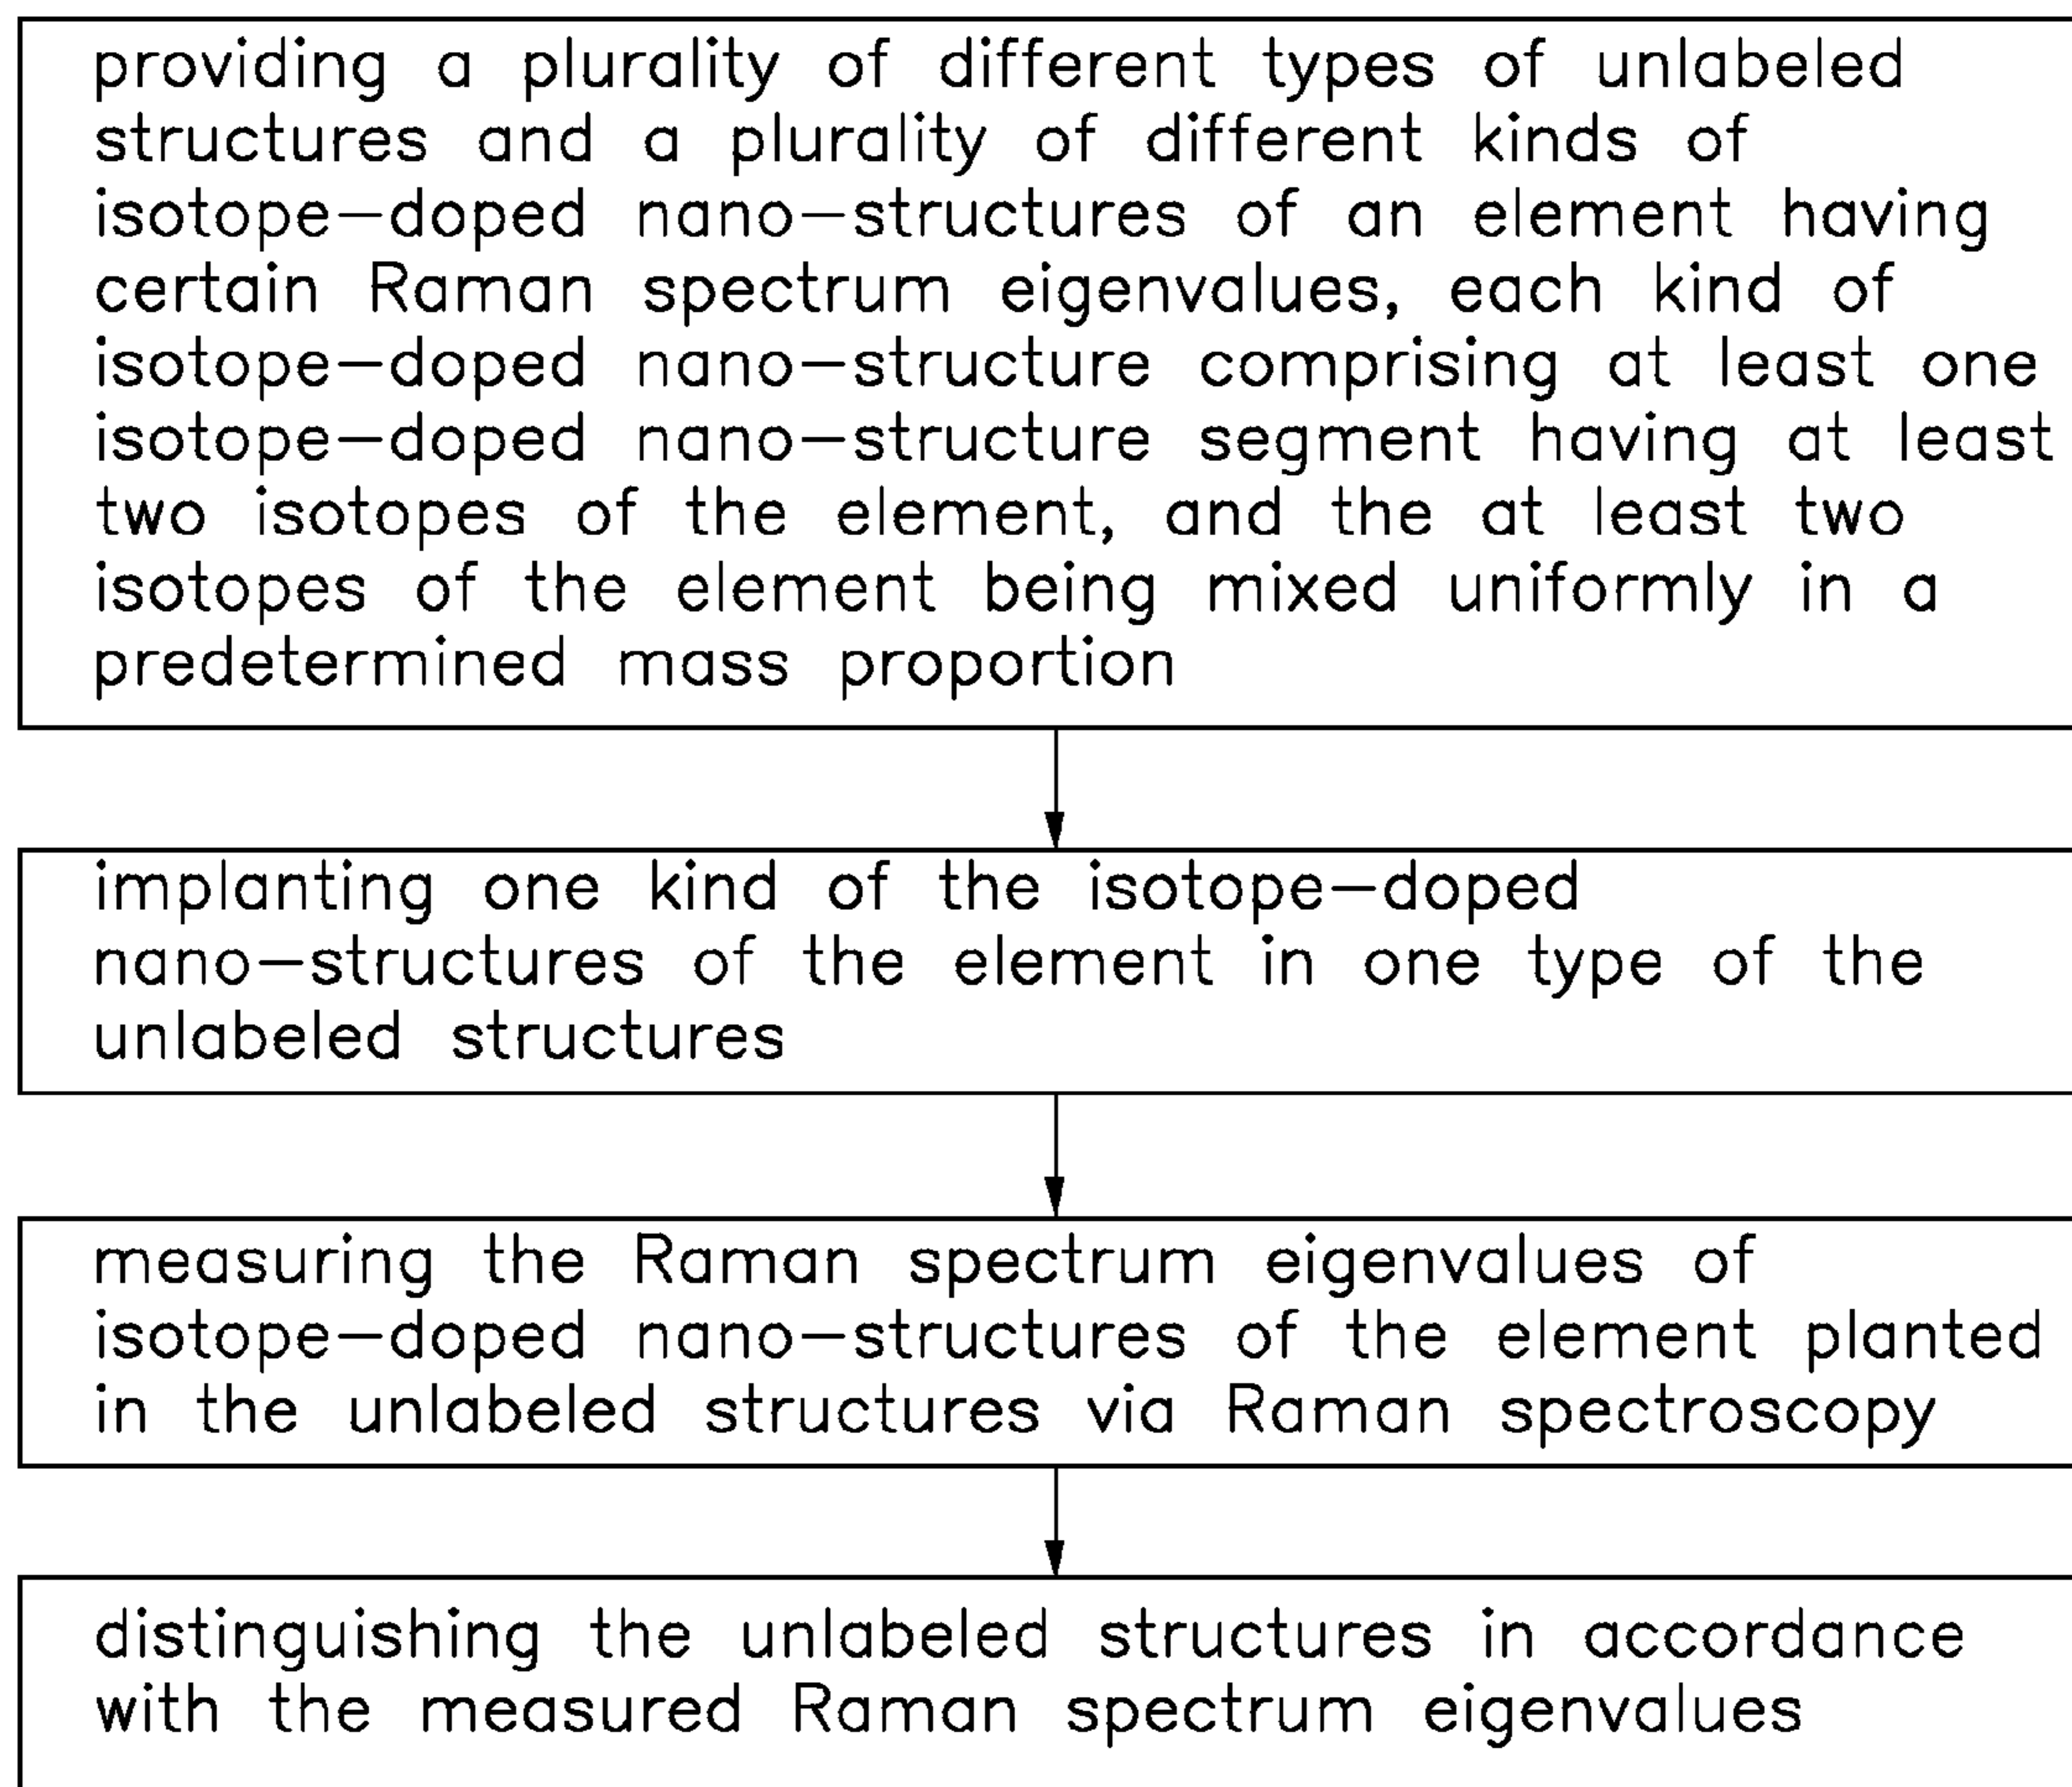 providing a plurality of different types of unlabeled
structures and a plurality of different kinds of
isotope-doped nano-structures of an element having
certain Raman spectrum eigenvalues, each kind of
isotope-doped nano-structure comprising at least one
isotope-doped nano-structure segment having at least
two isotopes of the element, and the at least two
isotopes of the element being mixed uniformly in a
predetermined mass proportion
implanting one kind of the isotope-doped
nano-structures of the element in one type of the
unlabeled structures
measuring the Raman spectrum eigenvalues of
isotope-doped nano-structures of the element planted
in the unlabeled structures via Raman spectroscopy
distinguishing the unlabeled structures in accordance
with the measured Raman spectrum eigenvalues